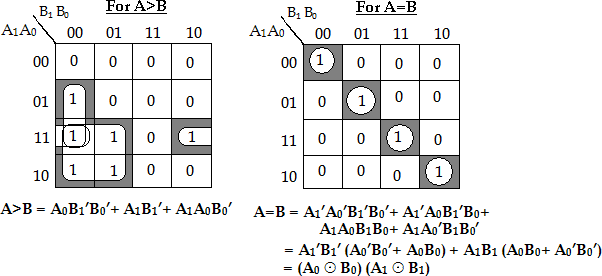 For A>B
B₁ B₀
A₁A₀
00 01 11 10
00 0 0 0 0
01 1 0 0 0
11 1 1 0 1
10 1 1 0 0
A>B = A₀B₁′B₀′+ A₁B₁′+ A₁A₀B₀′
For A=B
B₁ B₀
A₁A₀
00 01 11 10
00 1 0 0 0
01 0 1 0 0
11 0 0 1 0
10 0 0 0 1
A=B = A₁′A₀′B₁′B₀′+ A₁′A₀B₁′B₀+
A₁A₀B₁B₀+ A₁A₀′B₁B₀′
= A₁′B₁′ (A₀′B₀′+ A₀B₀) + A₁B₁ (A₀B₀+ A₀′B₀′)
= (A₀ ⊙ B₀) (A₁ ⊙ B₁)